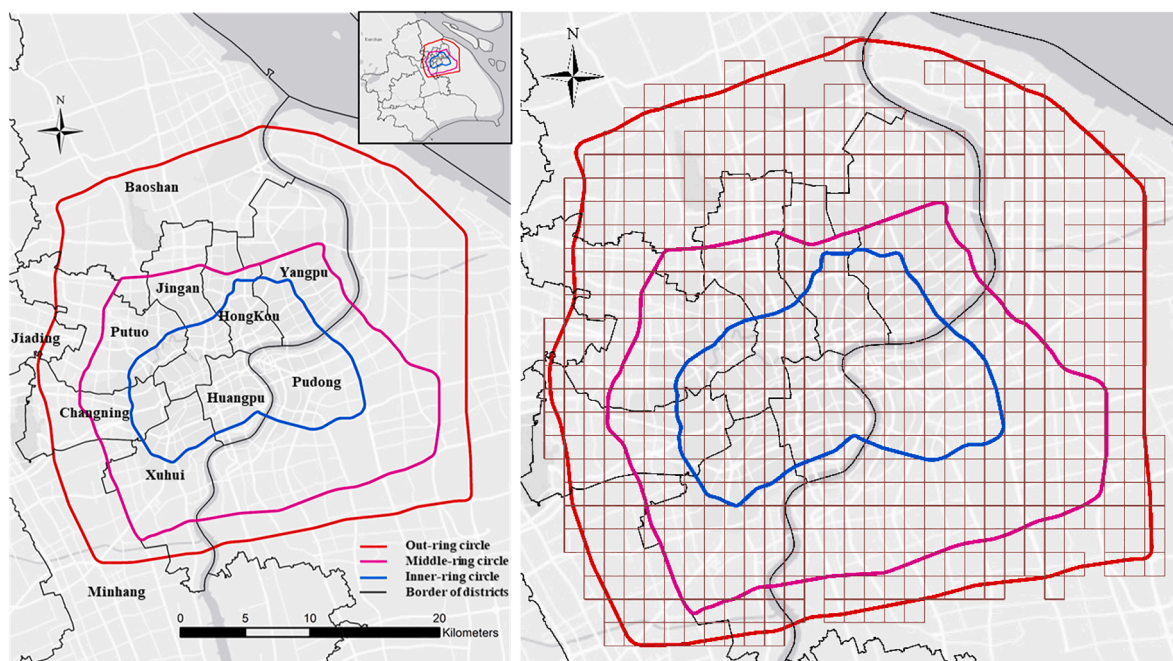 N
Baoshan
Yangpu
Jingan
HongKou
Putuo
Jiading
Pudong
Huangpu
Changning
Xuhui
Minhang
Out-ring circle
Middle-ring circle
Inner-ring circle
Border of districts
0 5 10 20
Kilometers
N